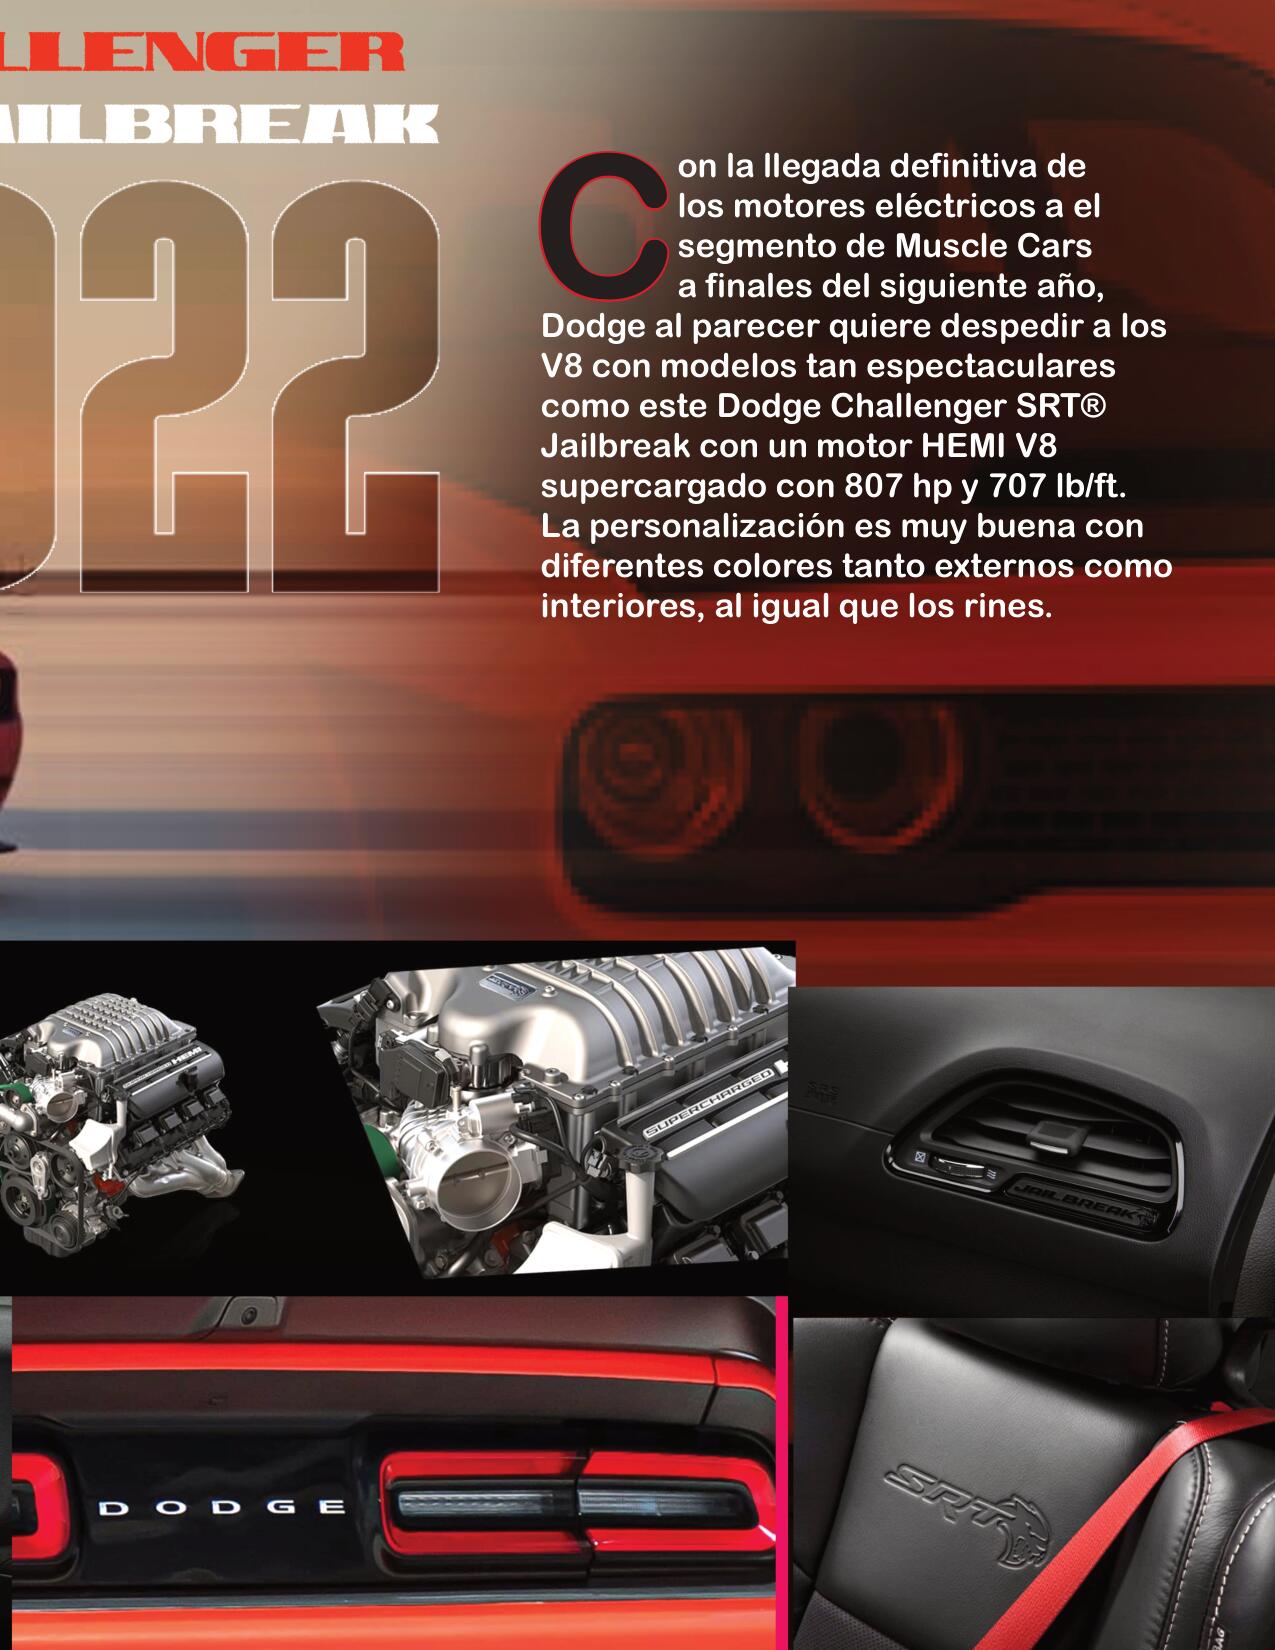 LLENGER
AILBREAK
022
Con la llegada definitiva de
los motores eléctricos a el
segmento de Muscle Cars
a finales del siguiente año,
Dodge al parecer quiere despedir a los
V8 con modelos tan espectaculares
como este Dodge Challenger SRT®
Jailbreak con un motor HEMI V8
supercargado con 807 hp y 707 lb/ft.
La personalización es muy buena con
diferentes colores tanto externos como
interiores, al igual que los rines.
HEMI
SUPERCHARGED
JAILBREAK
DODGE
SRT